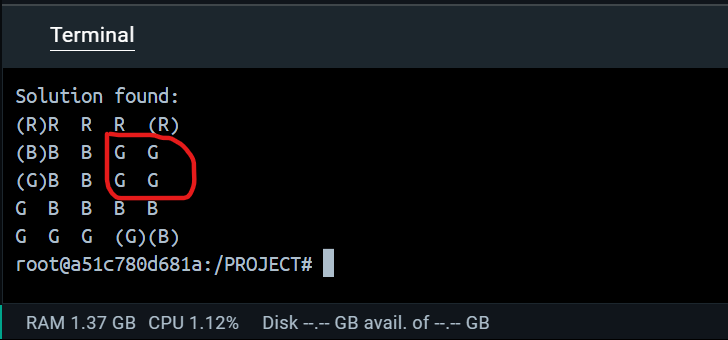 Terminal
Solution found:
(R)R  R  R  (R)
(B)B  B  G  G
(G)B  B  G  G
G  B  B  B  B
G  G  G  (G)(B)
root@a51c780d681a:/PROJECT#
RAM 1.37 GB  CPU 1.12%  Disk --.-- GB avail. of --.-- GB